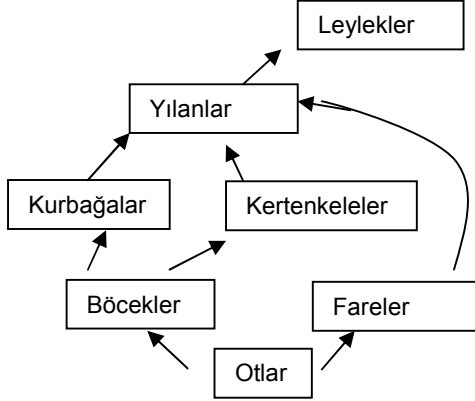 Leylekler
Yılanlar
Kurbağalar
Kertenkeleler
Böcekler
Fareler
Otlar